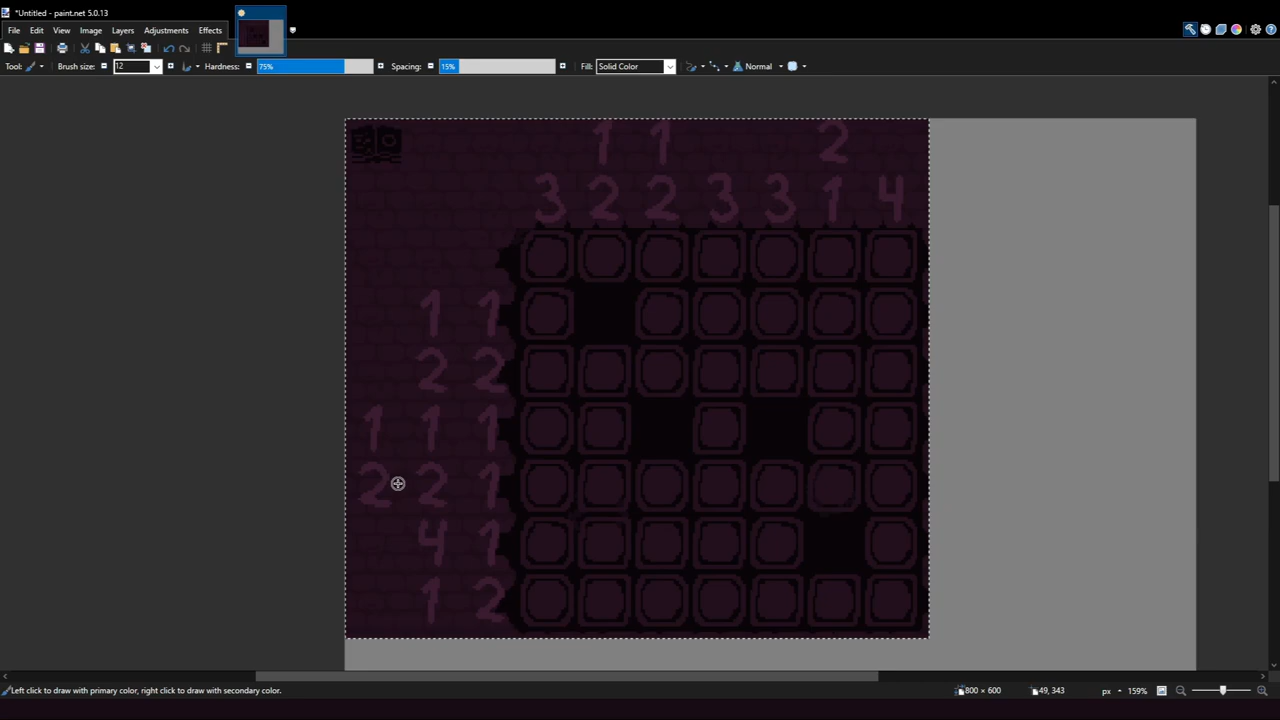 *Untitled - paint.net 5.0.13
File Edit View Image Layers Adjustments Effects
Tool: Brush size: 12 Hardness: 75% Spacing: 15% Fill: Solid Color Normal
1 1 2
3 2 2 3 3 1 4
1 1
2 2
1 1 1
2 2 1
4 1
1 2
Left click to draw with primary color, right click to draw with secondary color. 800 × 600 49, 343 px 159%